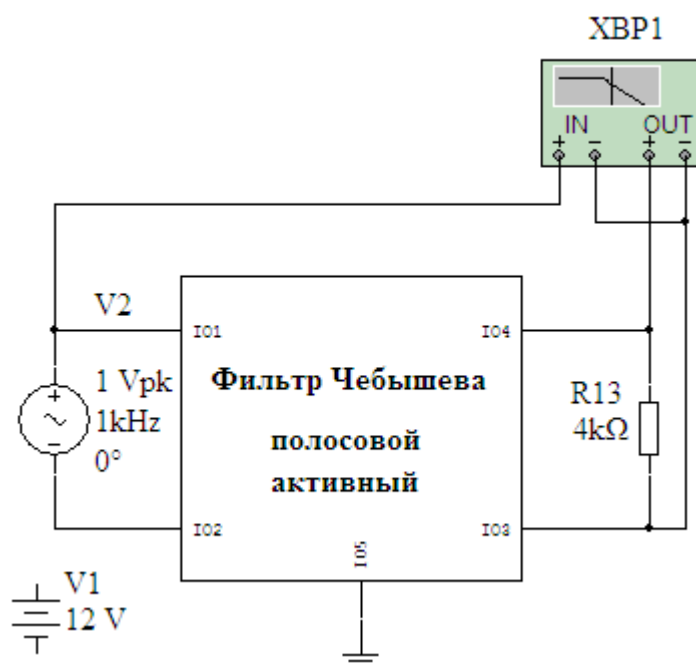 XBP1
IN OUT
+ − + −
V2
IO1 IO4
Фильтр Чебышева
полосовой
активный
+
1 Vpk
1kHz
0°
−
R13
4kΩ
IO2 IO3
IO5
V1
12 V